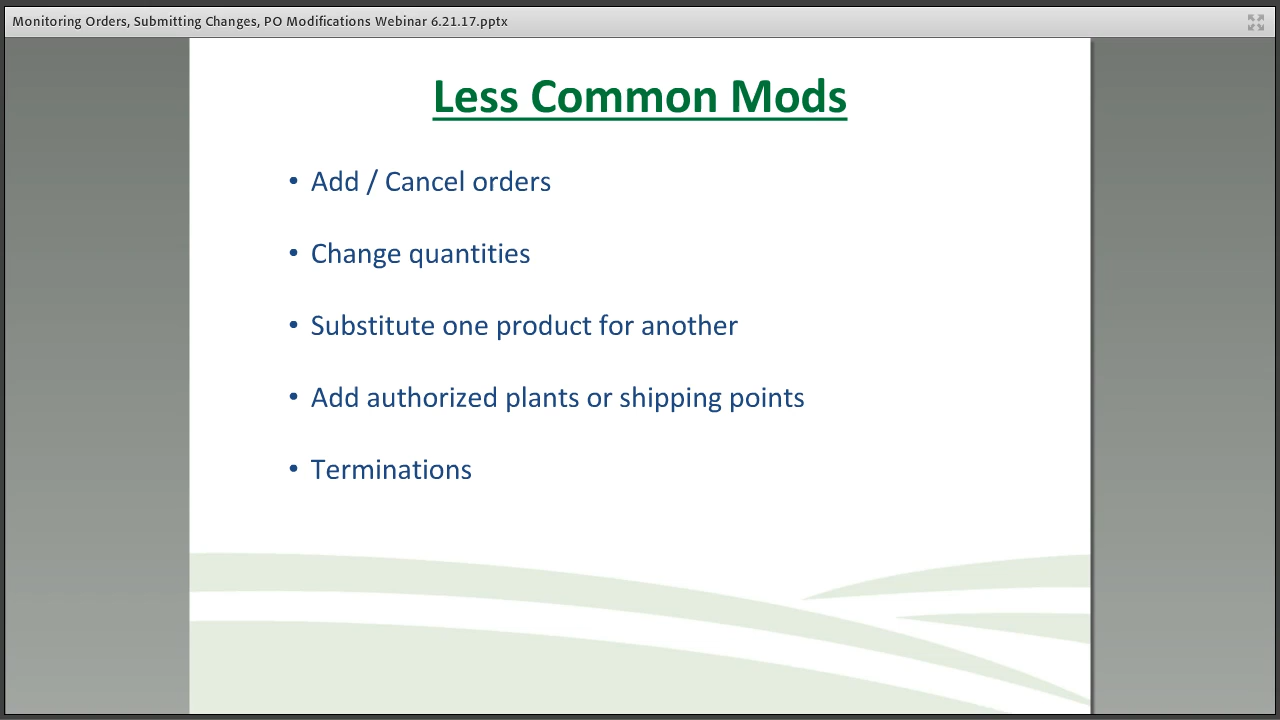 Monitoring Orders, Submitting Changes, PO Modifications Webinar 6.21.17.pptx
Less Common Mods
• Add / Cancel orders
• Change quantities
• Substitute one product for another
• Add authorized plants or shipping points
• Terminations